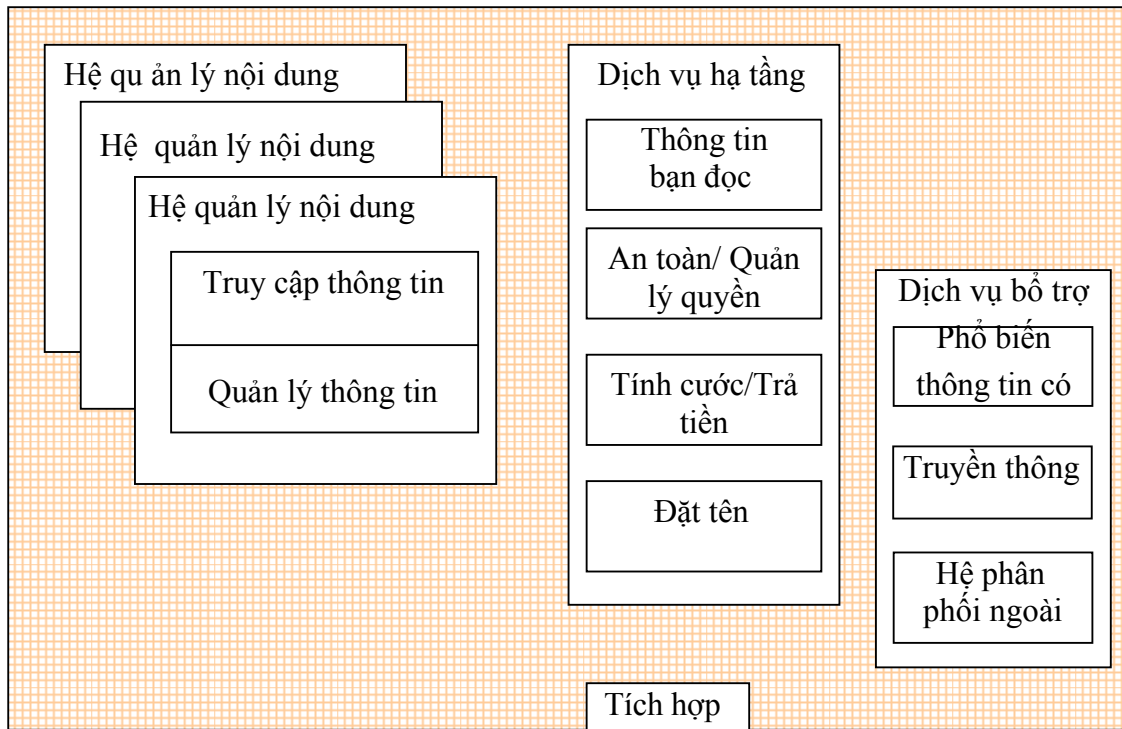 Hệ qu ản lý nội dung
Hệ quản lý nội dung
Hệ quản lý nội dung
Truy cập thông tin
Quản lý thông tin
Dịch vụ hạ tầng
Thông tin
bạn đọc
An toàn/ Quản
lý quyền
Tính cước/Trả
tiền
Đặt tên
Dịch vụ bổ trợ
Phổ biến
thông tin có
Truyền thông
Hệ phân
phối ngoài
Tích hợp